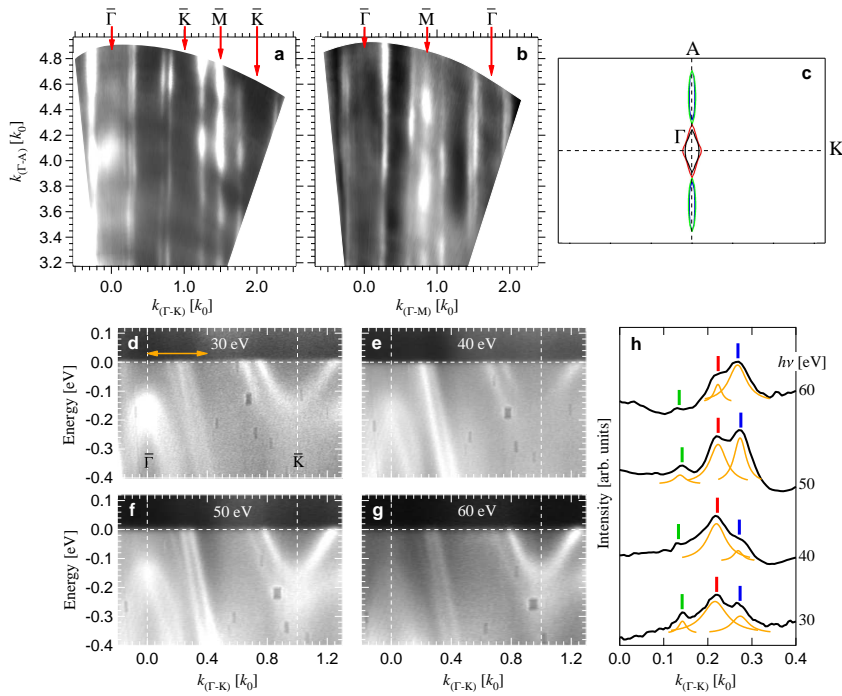 Γ̄ K̄ M̄ K̄
Γ̄ M̄ Γ̄
a
b
c
k(Γ-A) [k0]
4.8
4.6
4.4
4.2
4.0
3.8
3.6
3.4
3.2
0.0 1.0 2.0
k(Γ-K) [k0]
0.0 1.0 2.0
k(Γ-M) [k0]
A
Γ
K
d 30 eV
Γ̄ K̄
e 40 eV
f 50 eV
g 60 eV
Energy [eV]
0.1
0.0
-0.1
-0.2
-0.3
-0.4
Energy [eV]
0.1
0.0
-0.1
-0.2
-0.3
-0.4
0.0 0.4 0.8 1.2
k(Γ-K) [k0]
0.0 0.4 0.8 1.2
k(Γ-K) [k0]
h
hν [eV]
60
50
40
30
Intensity [arb. units]
0.0 0.1 0.2 0.3 0.4
k(Γ-K) [k0]